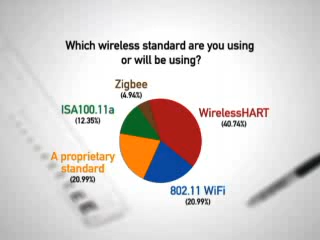 Which wireless standard are you using
or will be using?
Zigbee
(4.94%)
ISA100.11a
(12.35%)
WirelessHART
(40.74%)
A proprietary
standard
(20.99%)
802.11 WiFi
(20.99%)